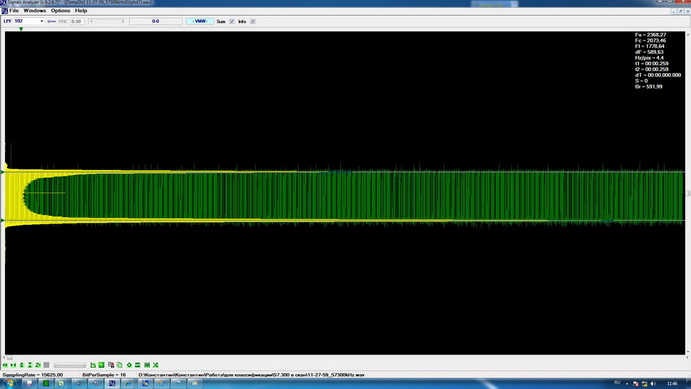 Signals Analyzer
File Windows Options Help
LPF 592 <=> 0,50 0-0 - VMW- Sum Info
Fu = 2368,27
Fc = 2073,46
Fl = 1778,64
dF = 589,63
Hz/pix = 4,4
t1 = 00:00.259
t2 = 00:00.259
dT = 00:00.000.000
S = 0
Br = 591,99
SamplingRate = 15625,00 BitPerSample = 16 D:\Константин\Константин\Работа\для классификации\57.300 в скан\11-27-59_57300kHz.wav
RU 11:46